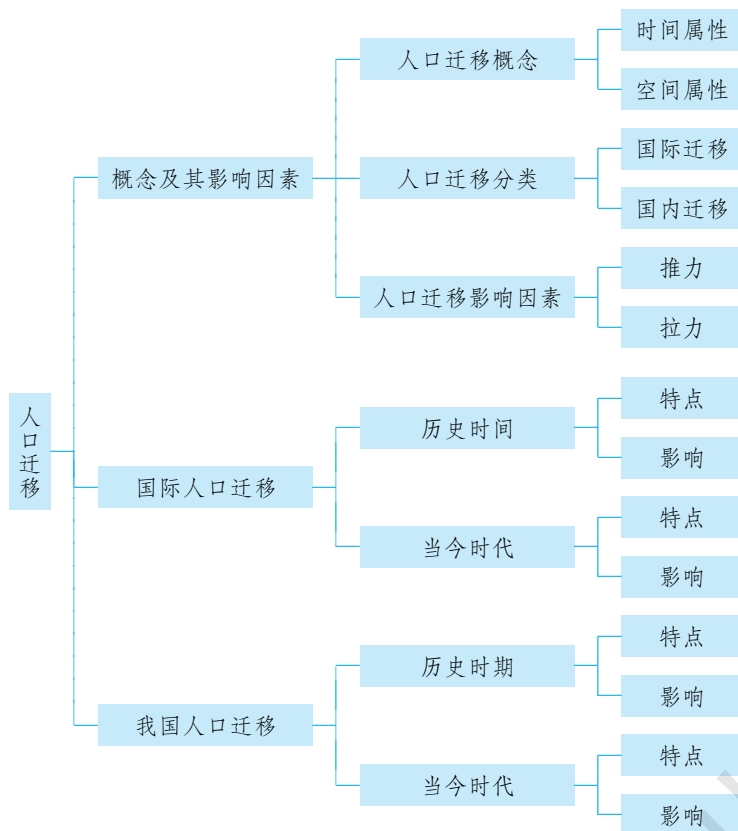 人口迁移
概念及其影响因素
人口迁移概念
时间属性
空间属性
人口迁移分类
国际迁移
国内迁移
人口迁移影响因素
推力
拉力
国际人口迁移
历史时间
特点
影响
当今时代
特点
影响
我国人口迁移
历史时期
特点
影响
当今时代
特点
影响